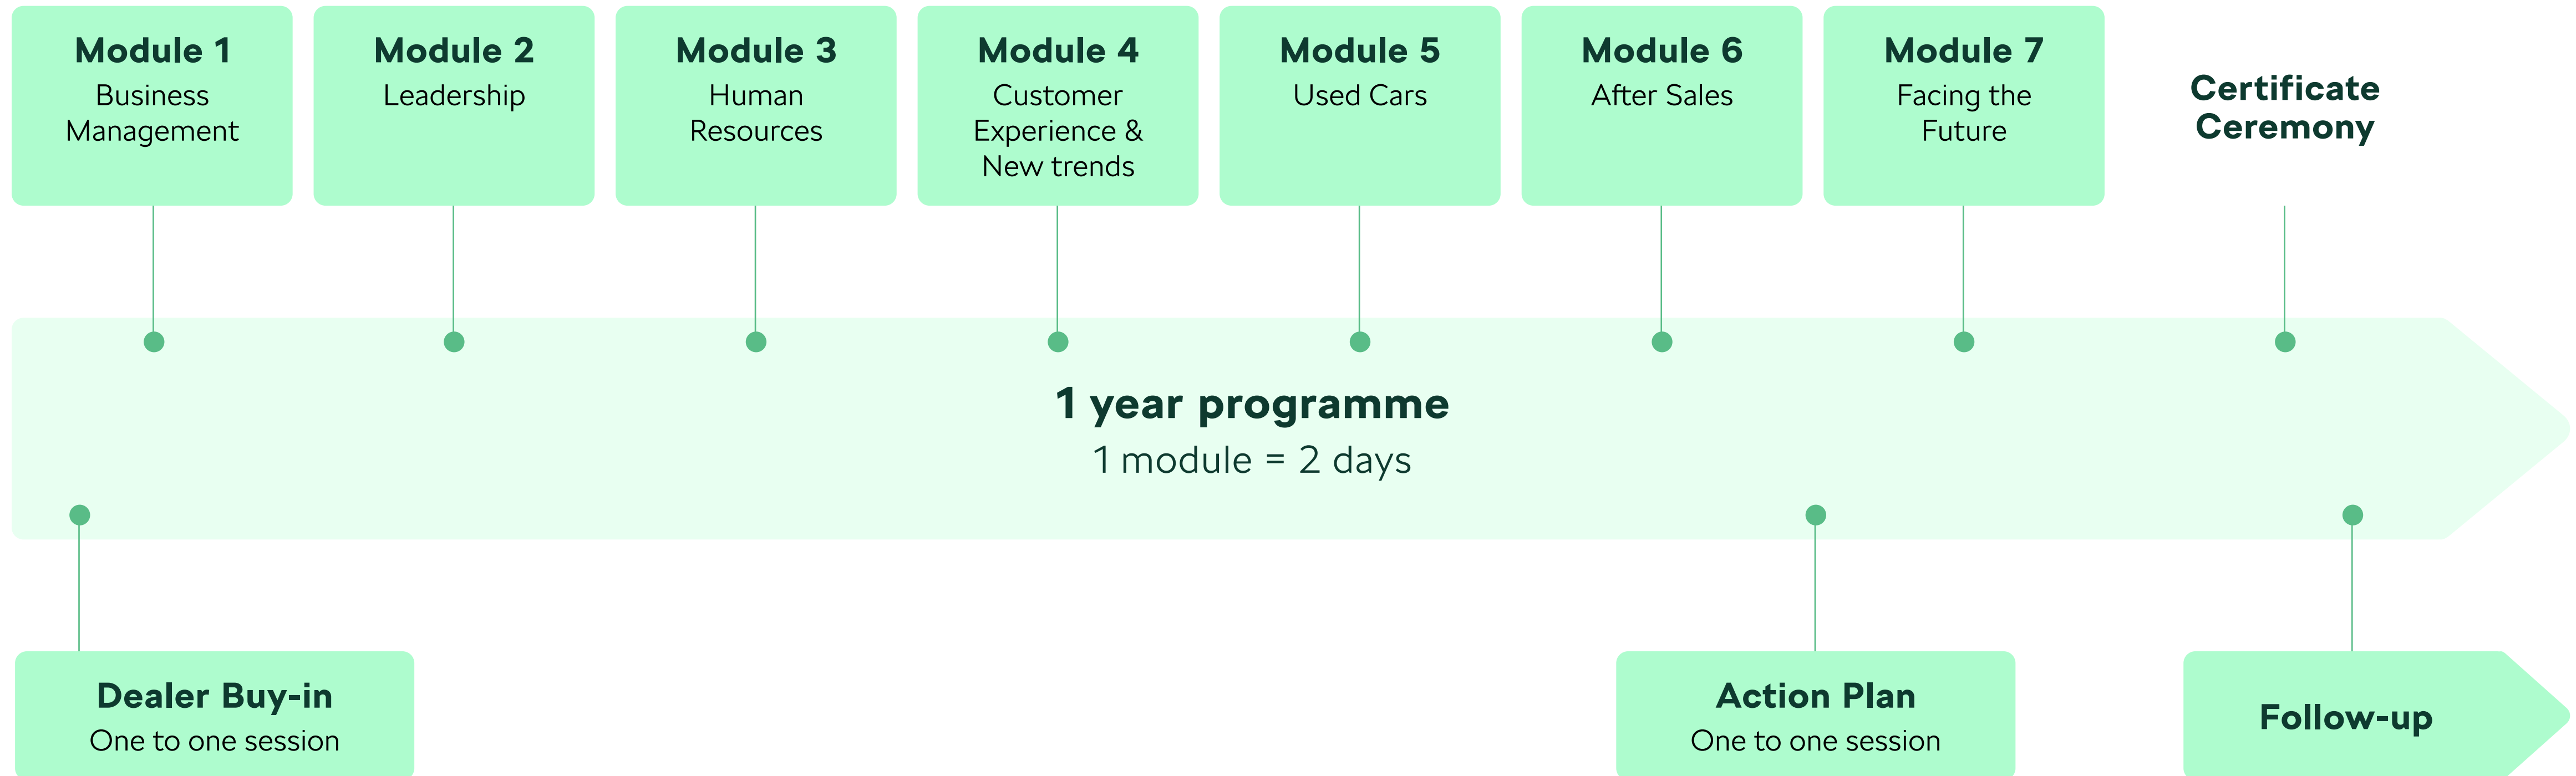 Module 1
Business
Management
Module 2
Leadership
Module 3
Human
Resources
Module 4
Customer
Experience &
New trends
Module 5
Used Cars
Module 6
After Sales
Module 7
Facing the
Future
Certificate
Ceremony
1 year programme
1 module = 2 days
Dealer Buy-in
One to one session
Action Plan
One to one session
Follow-up